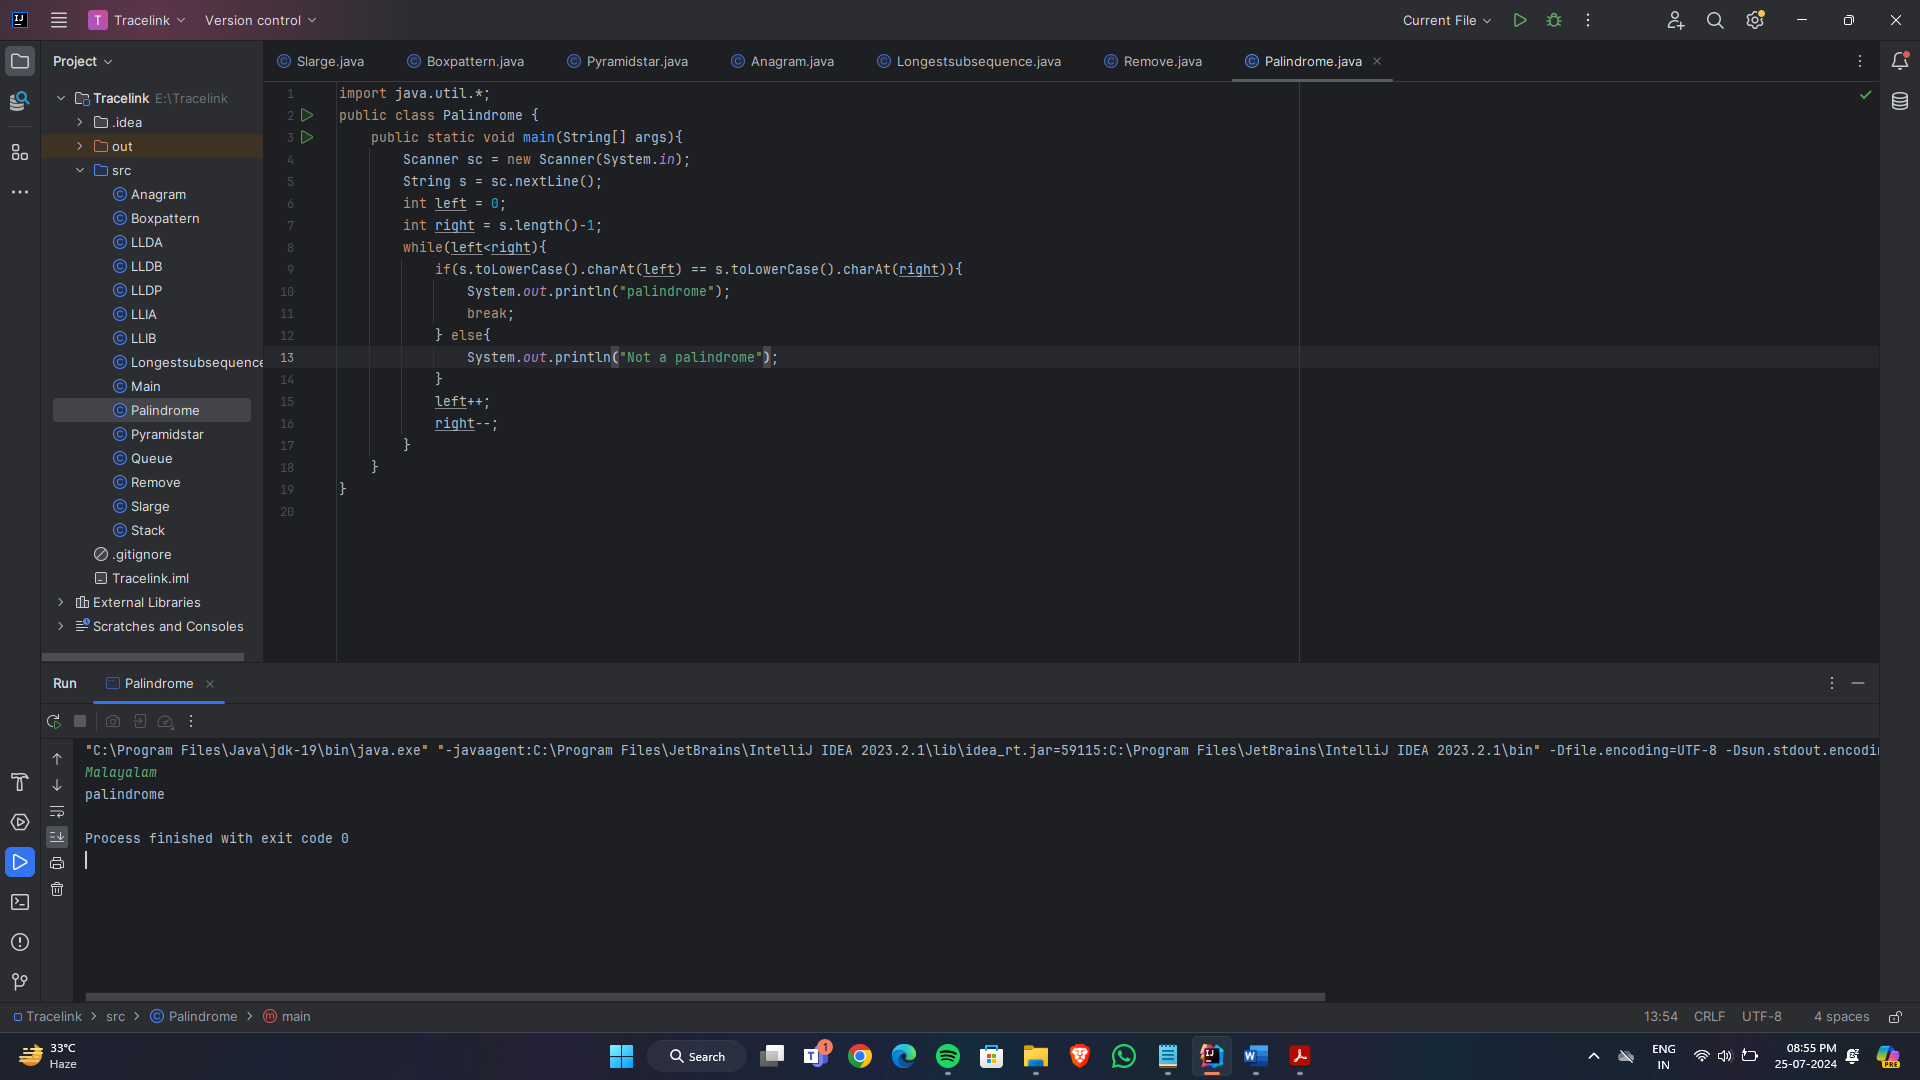 Tracelink Version control Current File
Project
Slarge.java Boxpattern.java Pyramidstar.java Anagram.java Longestsubsequence.java Remove.java Palindrome.java
Tracelink E:\Tracelink
.idea
out
src
Anagram
Boxpattern
LLDA
LLDB
LLDP
LLIA
LLIB
Longestsubsequence
Main
Palindrome
Pyramidstar
Queue
Remove
Slarge
Stack
.gitignore
Tracelink.iml
External Libraries
Scratches and Consoles
1 import java.util.*;
2 public class Palindrome {
3 public static void main(String[] args){
4 Scanner sc = new Scanner(System.in);
5 String s = sc.nextLine();
6 int left = 0;
7 int right = s.length()-1;
8 while(left<right){
9 if(s.toLowerCase().charAt(left) == s.toLowerCase().charAt(right)){
10 System.out.println("palindrome");
11 break;
12 } else{
13 System.out.println("Not a palindrome");
14 }
15 left++;
16 right--;
17 }
18 }
19 }
20
Run Palindrome
"C:\Program Files\Java\jdk-19\bin\java.exe" "-javaagent:C:\Program Files\JetBrains\IntelliJ IDEA 2023.2.1\lib\idea_rt.jar=59115:C:\Program Files\JetBrains\IntelliJ IDEA 2023.2.1\bin" -Dfile.encoding=UTF-8 -Dsun.stdout.encodin
Malayalam
palindrome
Process finished with exit code 0
Tracelink > src > Palindrome > main 13:54 CRLF UTF-8 4 spaces
33°C
Haze
Search
1
ENG
IN
08:55 PM
25-07-2024
PRE